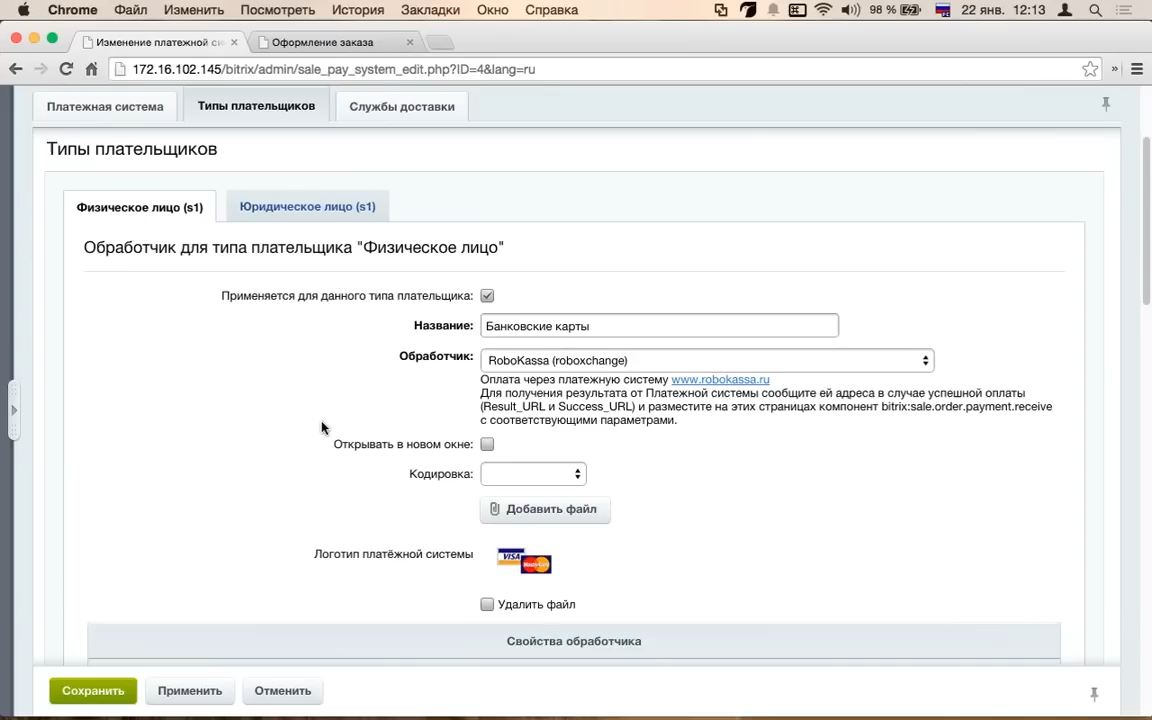 Chrome Файл Изменить Посмотреть История Закладки Окно Справка 98 % 22 янв. 12:13
Изменение платежной си Оформление заказа
172.16.102.145/bitrix/admin/sale_pay_system_edit.php?ID=4&lang=ru
Платежная система Типы плательщиков Службы доставки
Типы плательщиков
Физическое лицо (s1) Юридическое лицо (s1)
Обработчик для типа плательщика "Физическое лицо"
Применяется для данного типа плательщика:
Название: Банковские карты
Обработчик: RoboKassa (roboxchange)
Оплата через платежную систему www.robokassa.ru
Для получения результата от Платежной системы сообщите ей адреса в случае успешной оплаты
(Result_URL и Success_URL) и разместите на этих страницах компонент bitrix:sale.order.payment.receive
с соответствующими параметрами.
Открывать в новом окне:
Кодировка:
Добавить файл
Логотип платёжной системы VISA MasterCard
Удалить файл
Свойства обработчика
Сохранить Применить Отменить